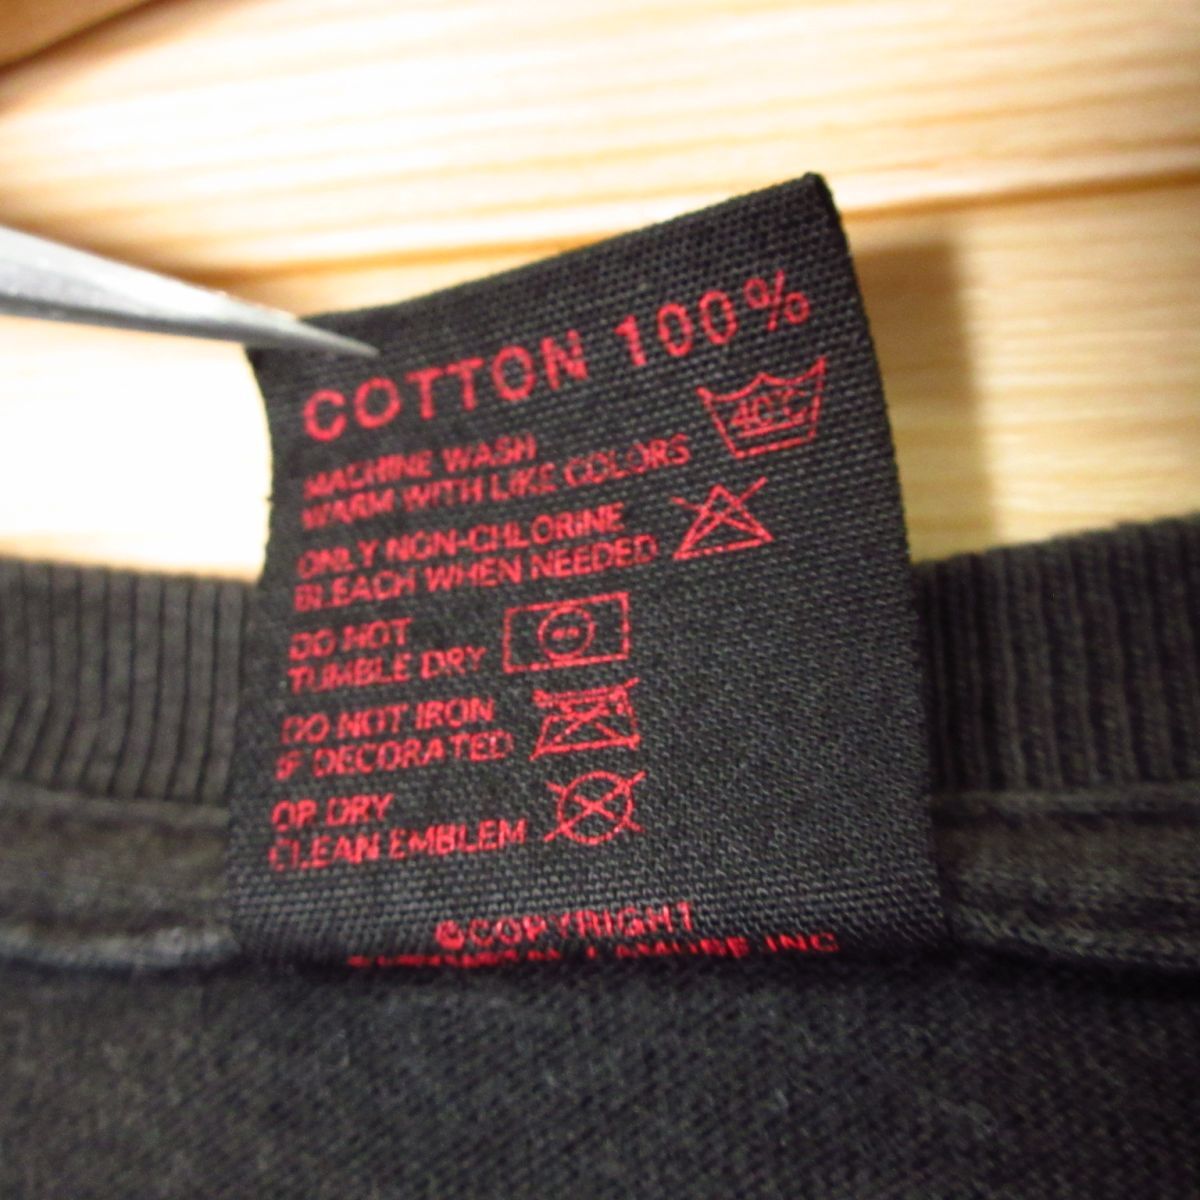 COTTON 100%
MACHINE WASH
WARM WITH LIKE COLORS
40°C
ONLY NON-CHLORINE
BLEACH WHEN NEEDED
DO NOT
TUMBLE DRY
DO NOT IRON
IF DECORATED
OR DRY
CLEAN EMBLEM
©COPYRIGHT
INC